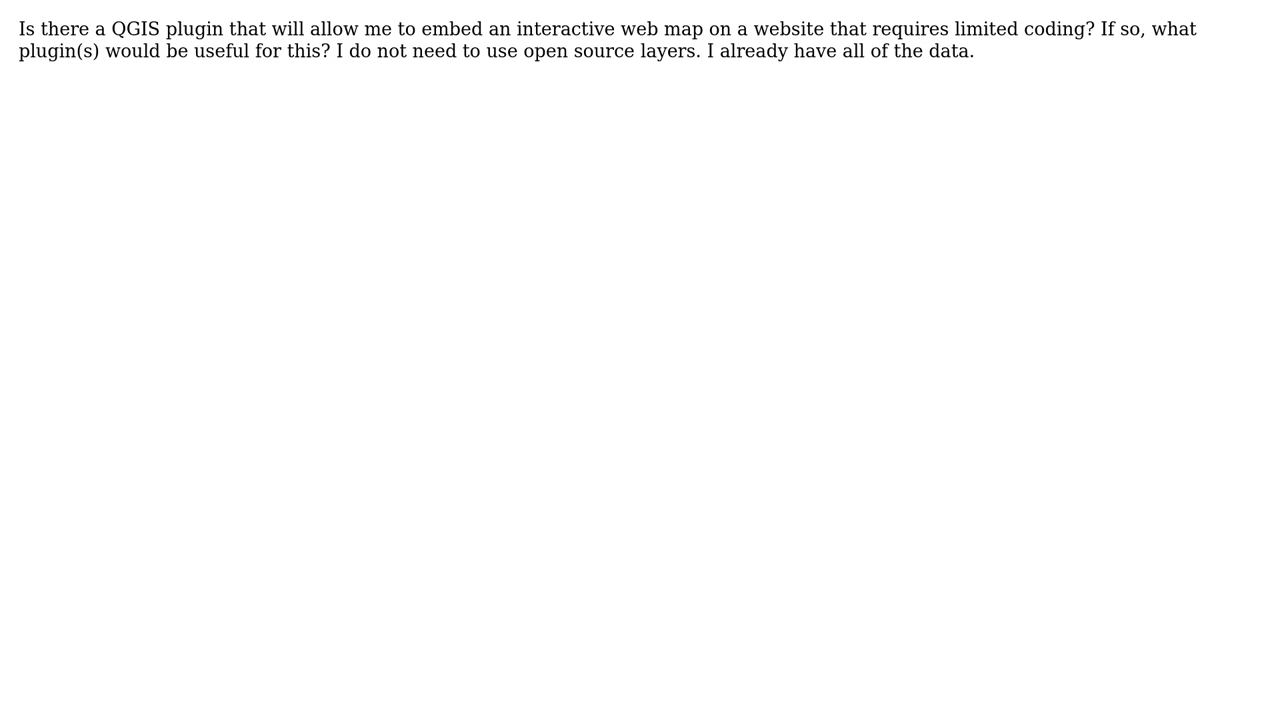 Is there a QGIS plugin that will allow me to embed an interactive web map on a website that requires limited coding? If so, what
plugin(s) would be useful for this? I do not need to use open source layers. I already have all of the data.